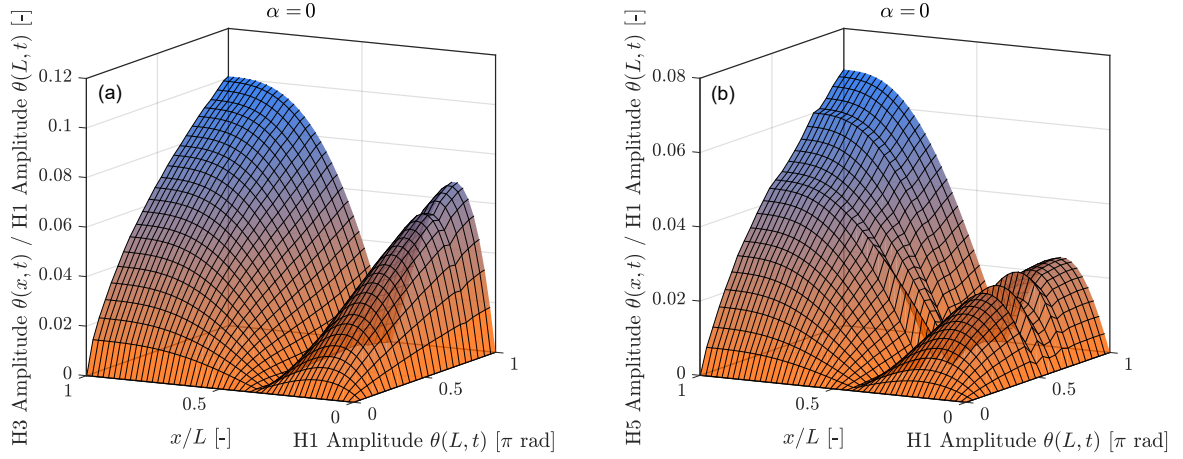 α = 0
H3 Amplitude θ(x, t) / H1 Amplitude θ(L, t) [-]
(a)
0.12
0.1
0.08
0.06
0.04
0.02
0
1
0.5
0
x/L [-]
0
0.5
1
H1 Amplitude θ(L, t) [π rad]
α = 0
H5 Amplitude θ(x, t) / H1 Amplitude θ(L, t) [-]
(b)
0.08
0.06
0.04
0.02
0
1
0.5
0
x/L [-]
0
0.5
1
H1 Amplitude θ(L, t) [π rad]